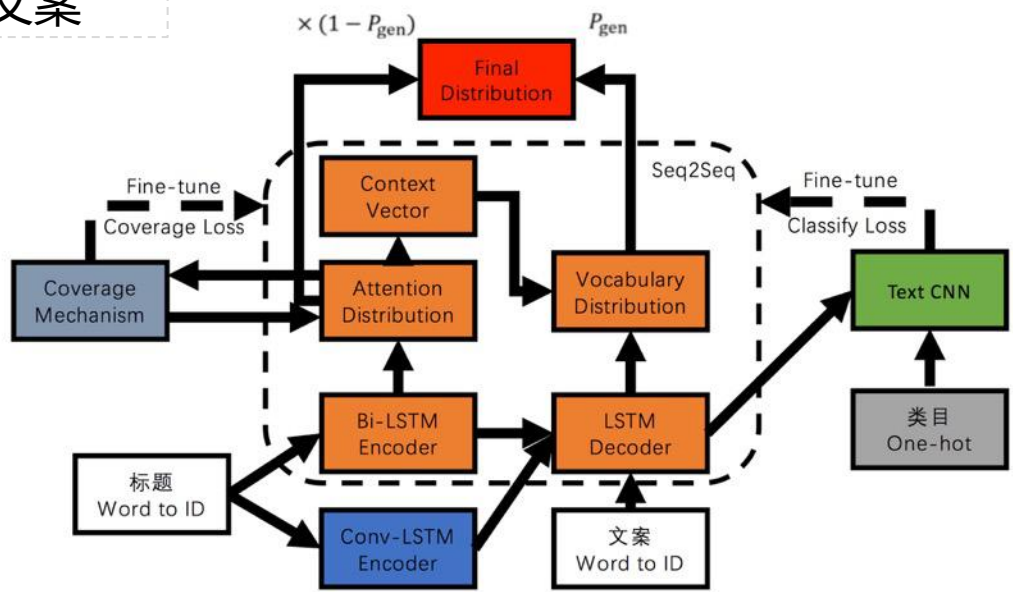 文案
× (1 − Pgen)
Pgen
Final
Distribution
Seq2Seq
Context
Vector
Fine-tune
Coverage Loss
Fine-tune
Classify Loss
Coverage
Mechanism
Attention
Distribution
Vocabulary
Distribution
Text CNN
Bi-LSTM
Encoder
LSTM
Decoder
类目
One-hot
标题
Word to ID
Conv-LSTM
Encoder
文案
Word to ID